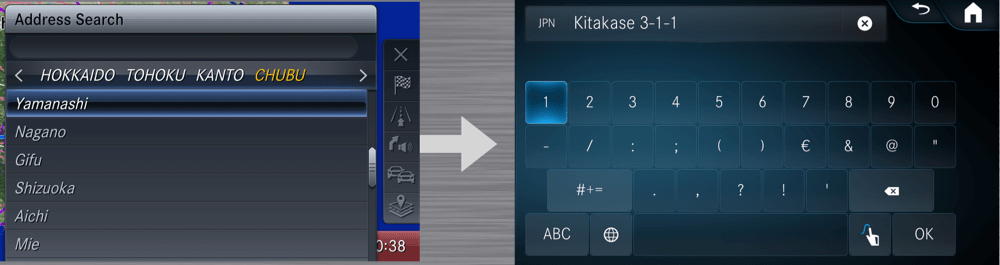 Address Search
HOKKAIDO TOHOKU KANTO CHUBU
Yamanashi
Nagano
Gifu
Shizuoka
Aichi
Mie
0:38
JPN Kitakase 3-1-1
1 2 3 4 5 6 7 8 9 0
- / : ; ( ) € & @ "
#+= . , ? ! '
ABC OK